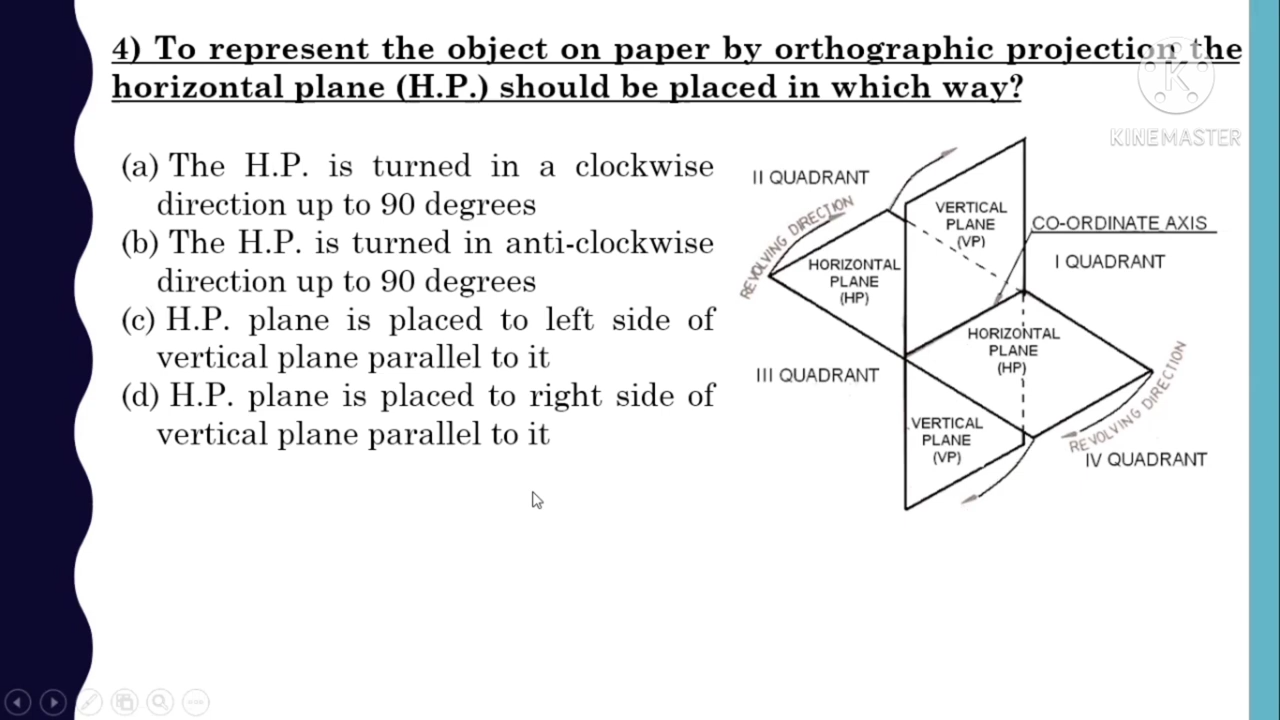 4) To represent the object on paper by orthographic projection the
horizontal plane (H.P.) should be placed in which way?
KINEMASTER
(a) The H.P. is turned in a clockwise
direction up to 90 degrees
(b) The H.P. is turned in anti-clockwise
direction up to 90 degrees
(c) H.P. plane is placed to left side of
vertical plane parallel to it
(d) H.P. plane is placed to right side of
vertical plane parallel to it
II QUADRANT
REVOLVING DIRECTION
VERTICAL
PLANE
(VP)
CO-ORDINATE AXIS
I QUADRANT
HORIZONTAL
PLANE
(HP)
HORIZONTAL
PLANE
(HP)
III QUADRANT
VERTICAL
PLANE
(VP)
REVOLVING DIRECTION
IV QUADRANT